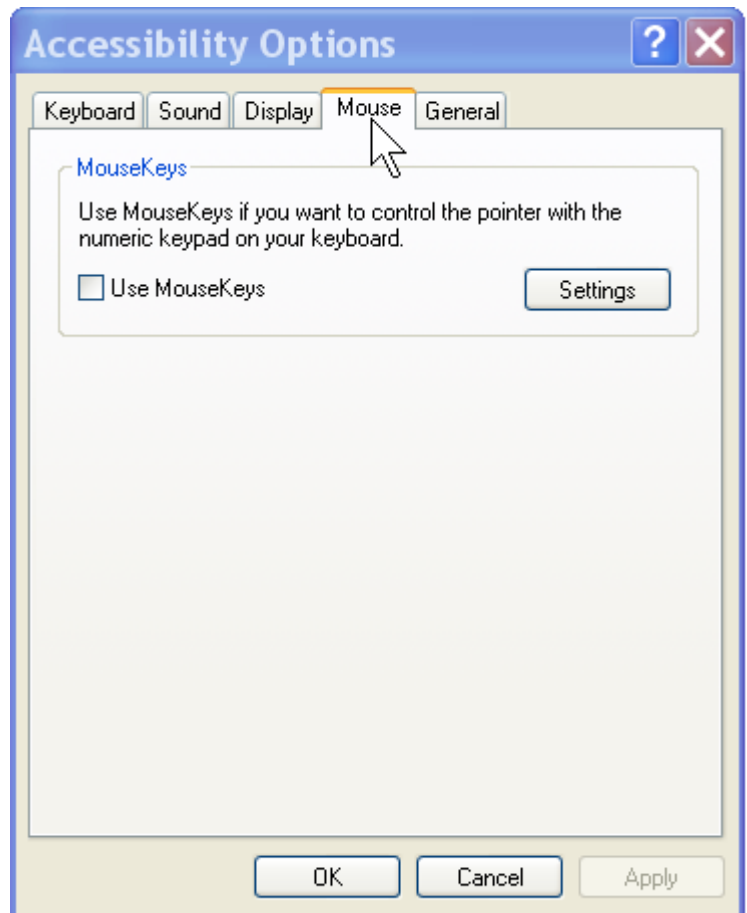 Accessibility Options
?
Keyboard Sound Display Mouse General
MouseKeys
Use MouseKeys if you want to control the pointer with the
numeric keypad on your keyboard.
Use MouseKeys Settings
OK Cancel Apply